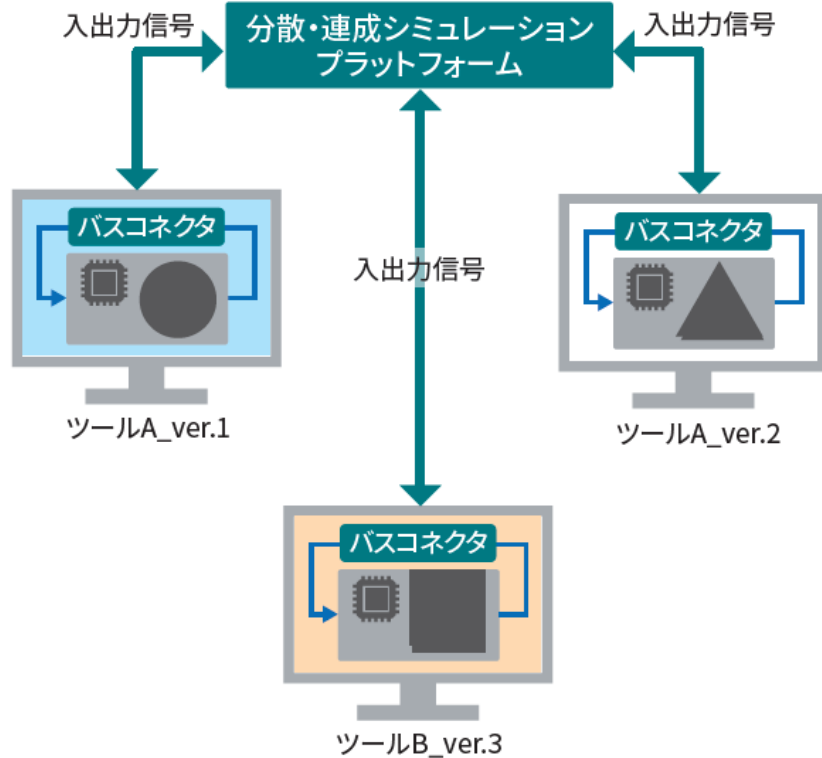 入出力信号
分散・連成シミュレーション
プラットフォーム
入出力信号
バスコネクタ
バスコネクタ
入出力信号
ツールA_ver.1
ツールA_ver.2
バスコネクタ
ツールB_ver.3